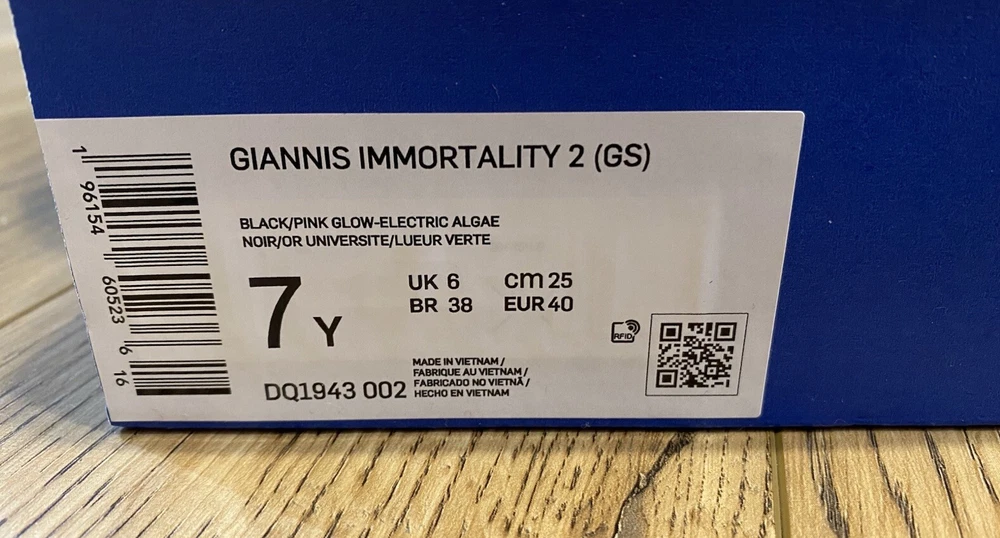 GIANNIS IMMORTALITY 2 (GS)
BLACK/PINK GLOW-ELECTRIC ALGAE
NOIR/OR UNIVERSITE/LUEUR VERTE
7 Y
UK 6 cm 25
BR 38 EUR 40
RFID
MADE IN VIETNAM /
FABRIQUE AU VIETNAM /
FABRICADO NO VIETNÃ /
HECHO EN VIETNAM
DQ1943 002
1 96154 60523 6 16